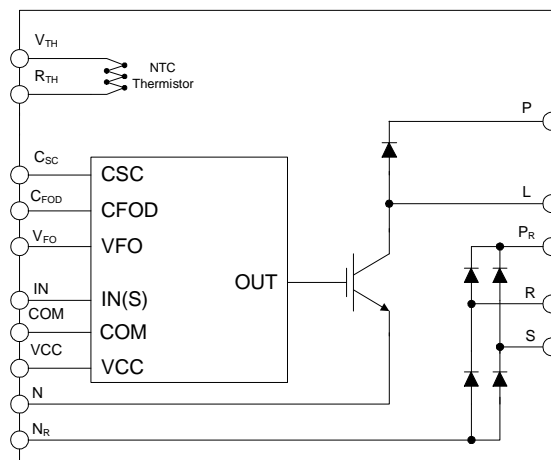 VTH
NTC
Thermistor
RTH
P
CSC
CSC
CFOD
CFOD
L
VFO
VFO
PR
OUT
IN
IN(S)
R
COM
COM
S
VCC
VCC
N
NR